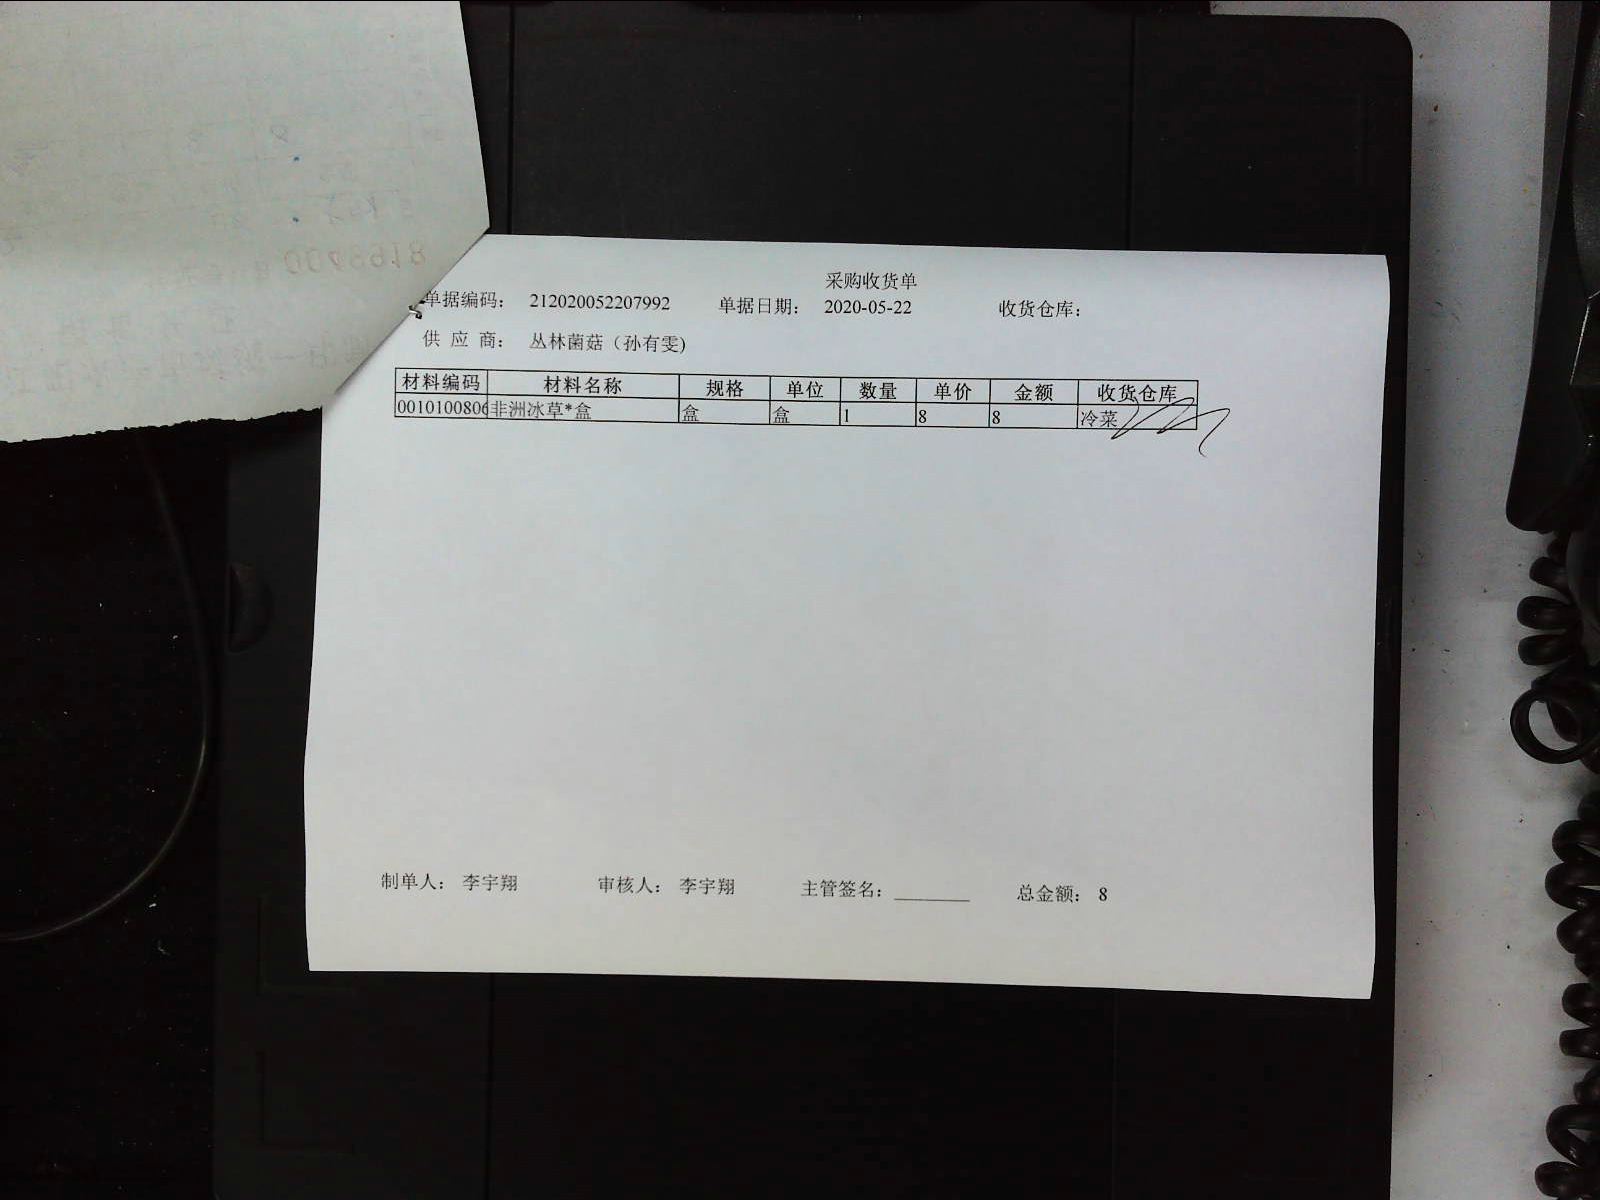 采购收货单
单据编码： 212020052207992 单据日期： 2020-05-22 收货仓库：
供 应 商： 丛林菌菇（孙有雯)
材料编码 材料名称 规格 单位 数量 单价 金额 收货仓库
0010100806 非洲冰草*盒 盒 盒 1 8 8 冷菜
制单人： 李宇翔 审核人： 李宇翔 主管签名： 总金额： 8